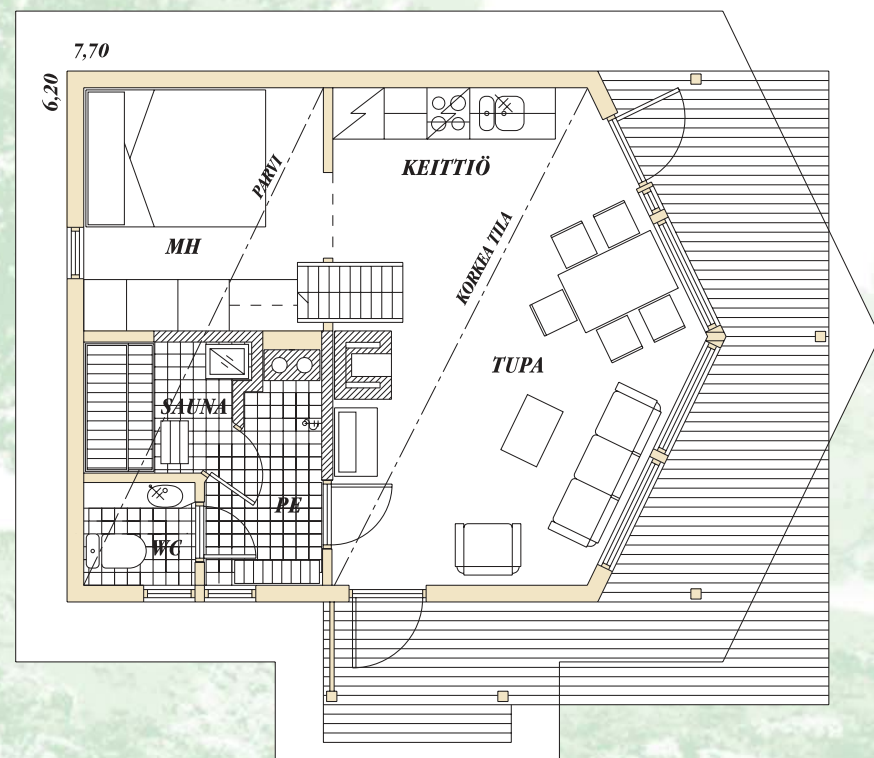 7,70
6,20
PARVI
KEITTIÖ
MH
KORKEA TILA
TUPA
SAUNA
PE
WC